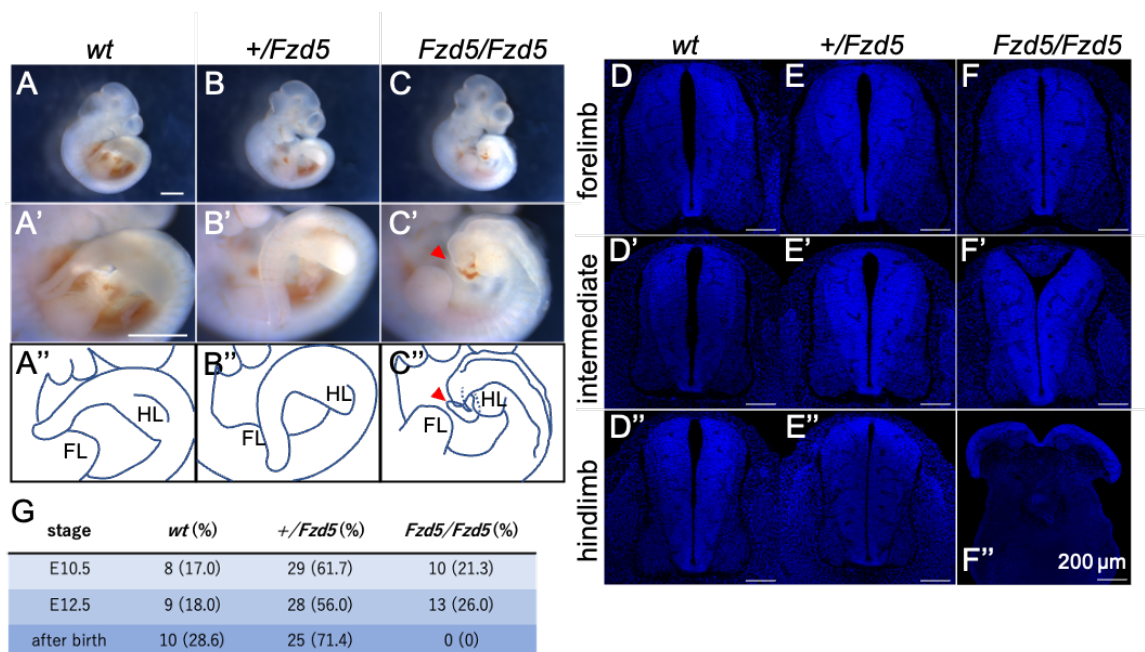 wt
+/Fzd5
Fzd5/Fzd5
A
B
C
A'
B'
C'
A''
HL
FL
B''
HL
FL
C''
HL
FL
wt
+/Fzd5
Fzd5/Fzd5
forelimb
D
E
F
intermediate
D'
E'
F'
hindlimb
D''
E''
F''
200 μm
G
stage wt (%) +/Fzd5 (%) Fzd5/Fzd5 (%)
E10.5 8 (17.0) 29 (61.7) 10 (21.3)
E12.5 9 (18.0) 28 (56.0) 13 (26.0)
after birth 10 (28.6) 25 (71.4) 0 (0)